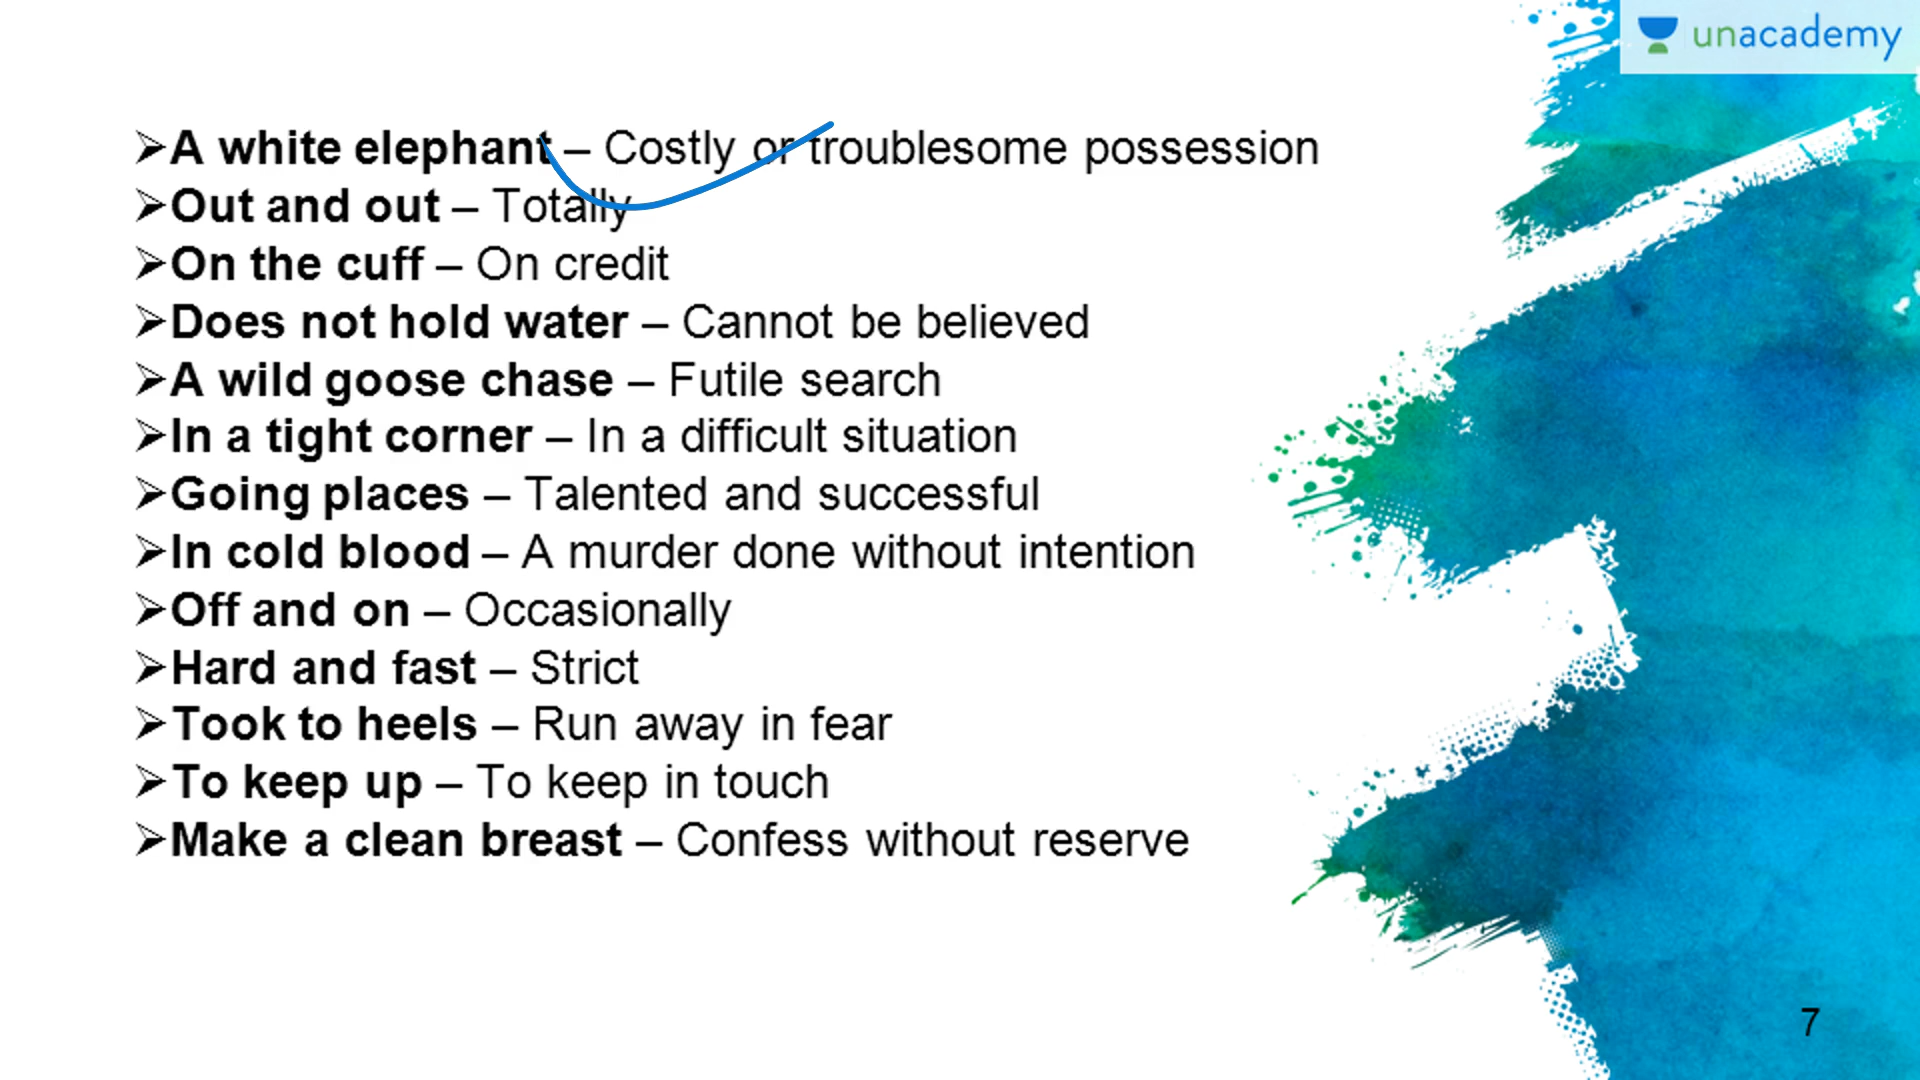 unacademy
➢A white elephant – Costly or troublesome possession
➢Out and out – Totally
➢On the cuff – On credit
➢Does not hold water – Cannot be believed
➢A wild goose chase – Futile search
➢In a tight corner – In a difficult situation
➢Going places – Talented and successful
➢In cold blood – A murder done without intention
➢Off and on – Occasionally
➢Hard and fast – Strict
➢Took to heels – Run away in fear
➢To keep up – To keep in touch
➢Make a clean breast – Confess without reserve
7